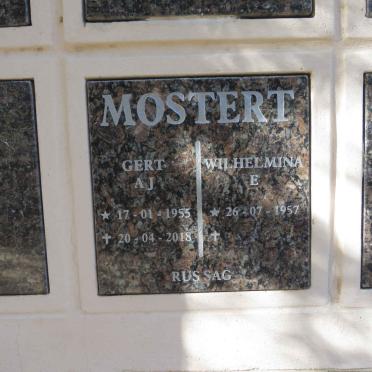 MOSTERT
GERT WILHELMINA
A J E
★ 17-01-1955 ★ 26-07-1957
✝ 20-04-2018 ✝
RUS SAG